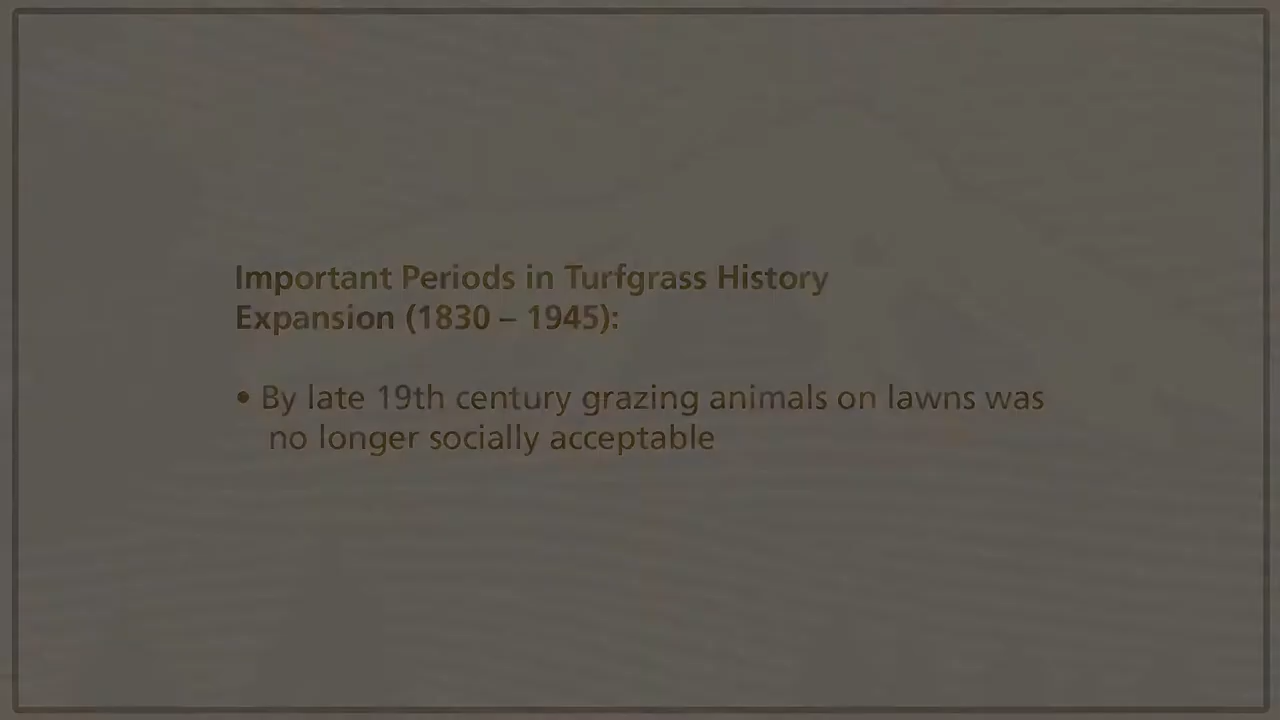 Important Periods in Turfgrass History
Expansion (1830 – 1945):
• By late 19th century grazing animals on lawns was
no longer socially acceptable